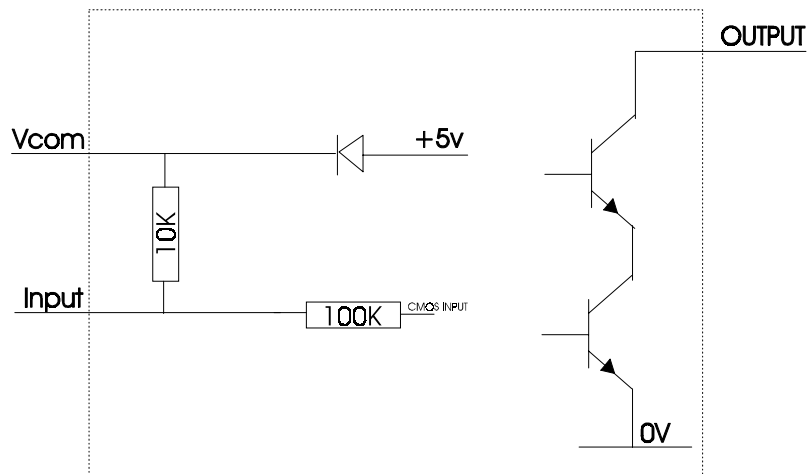 OUTPUT
Vcom
+5v
10K
Input
100K
CMOS INPUT
0V